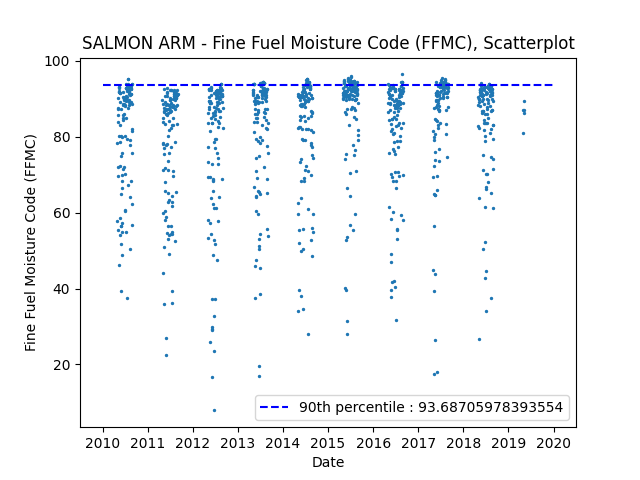 SALMON ARM - Fine Fuel Moisture Code (FFMC), Scatterplot
Fine Fuel Moisture Code (FFMC)
100
80
60
40
20
90th percentile : 93.68705978393554
2010 2011 2012 2013 2014 2015 2016 2017 2018 2019 2020
Date